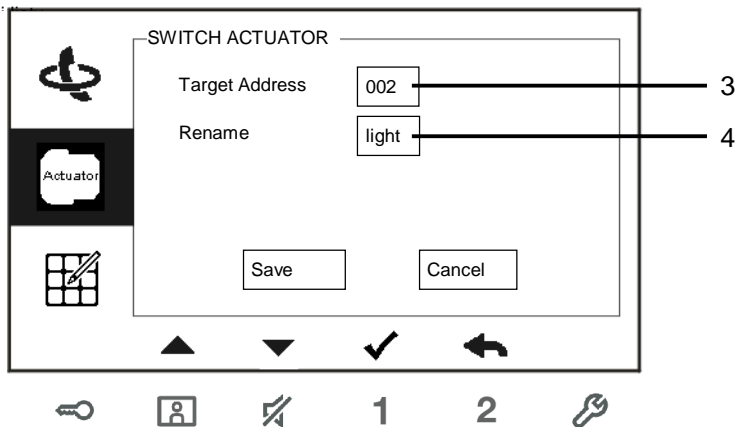 SWITCH ACTUATOR
Target Address 002 3
Rename light 4
Actuator
Save Cancel
1 2